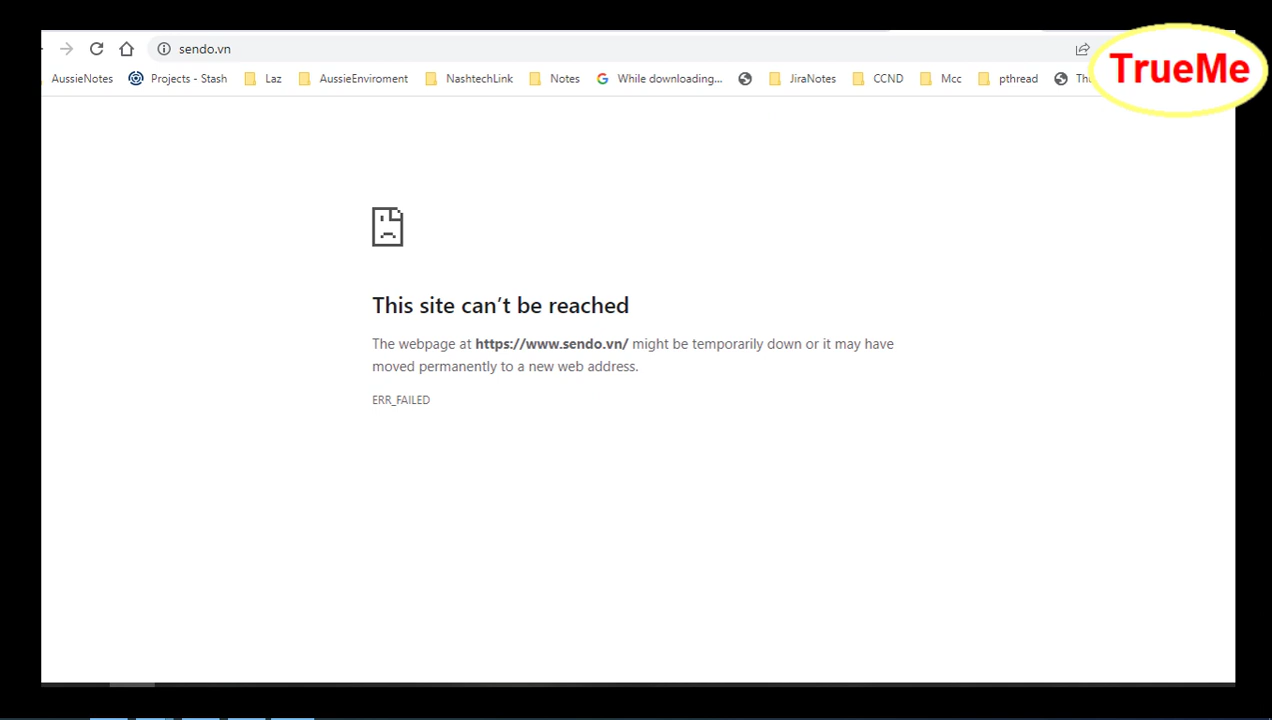 sendo.vn
TrueMe
AussieNotes Projects - Stash Laz AussieEnviroment NashtechLink Notes While downloading... JiraNotes CCND Mcc pthread
This site can't be reached
The webpage at https://www.sendo.vn/ might be temporarily down or it may have
moved permanently to a new web address.
ERR_FAILED